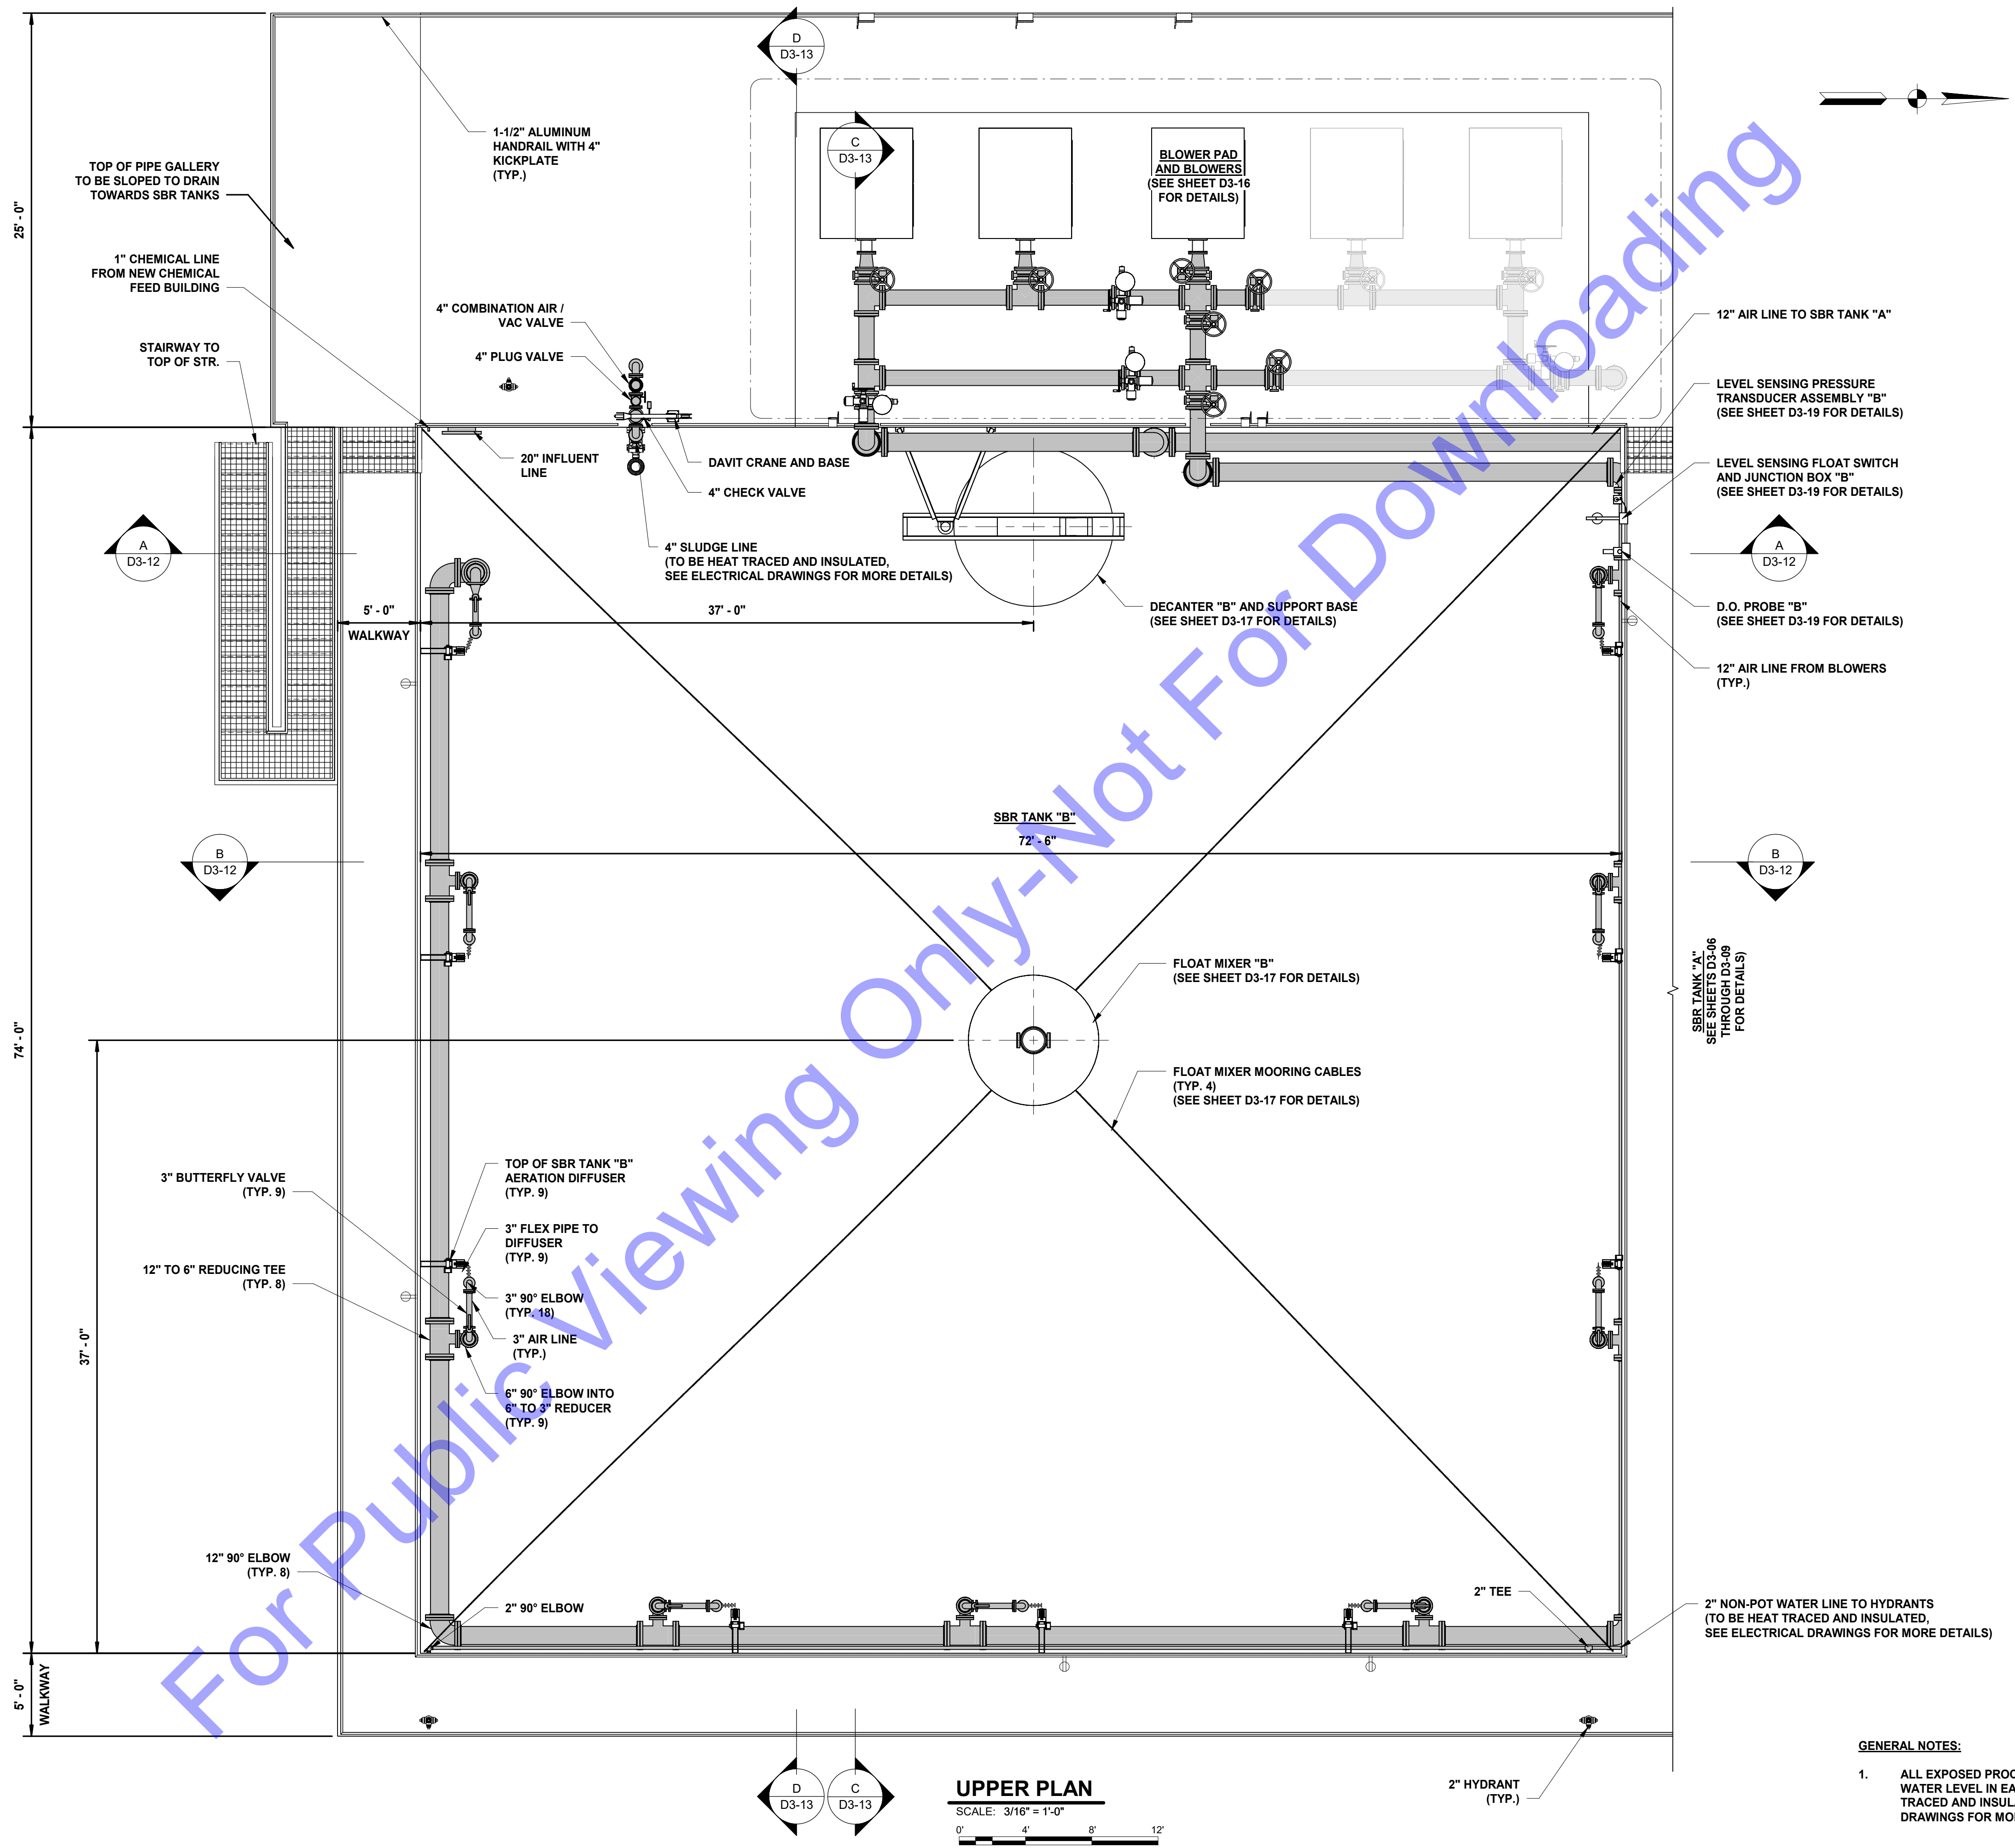 D
D3-13
1-1/2" ALUMINUM
HANDRAIL WITH 4"
KICKPLATE
(TYP.)
C
D3-13
BLOWER PAD
AND BLOWERS
(SEE SHEET D3-16
FOR DETAILS)
TOP OF PIPE GALLERY
TO BE SLOPED TO DRAIN
TOWARDS SBR TANKS
25' - 0"
1" CHEMICAL LINE
FROM NEW CHEMICAL
FEED BUILDING
4" COMBINATION AIR /
VAC VALVE
4" PLUG VALVE
STAIRWAY TO
TOP OF STR.
12" AIR LINE TO SBR TANK "A"
LEVEL SENSING PRESSURE
TRANSDUCER ASSEMBLY "B"
(SEE SHEET D3-19 FOR DETAILS)
20" INFLUENT
LINE
DAVIT CRANE AND BASE
4" CHECK VALVE
LEVEL SENSING FLOAT SWITCH
AND JUNCTION BOX "B"
(SEE SHEET D3-19 FOR DETAILS)
A
D3-12
4" SLUDGE LINE
(TO BE HEAT TRACED AND INSULATED,
SEE ELECTRICAL DRAWINGS FOR MORE DETAILS)
A
D3-12
5' - 0"
WALKWAY
37' - 0"
DECANTER "B" AND SUPPORT BASE
(SEE SHEET D3-17 FOR DETAILS)
D.O. PROBE "B"
(SEE SHEET D3-19 FOR DETAILS)
12" AIR LINE FROM BLOWERS
(TYP.)
SBR TANK "B"
72' - 6"
B
D3-12
B
D3-12
FLOAT MIXER "B"
(SEE SHEET D3-17 FOR DETAILS)
SBR TANK "A"
SEE SHEETS D3-06
THROUGH D3-09
FOR DETAILS)
74' - 0"
FLOAT MIXER MOORING CABLES
(TYP. 4)
(SEE SHEET D3-17 FOR DETAILS)
3" BUTTERFLY VALVE
(TYP. 9)
TOP OF SBR TANK "B"
AERATION DIFFUSER
(TYP. 9)
3" FLEX PIPE TO
DIFFUSER
(TYP. 9)
12" TO 6" REDUCING TEE
(TYP. 8)
3" 90° ELBOW
(TYP. 18)
3" AIR LINE
(TYP.)
37' - 0"
6" 90° ELBOW INTO
6" TO 3" REDUCER
(TYP. 9)
12" 90° ELBOW
(TYP. 8)
2" 90° ELBOW
2" TEE
2" NON-POT WATER LINE TO HYDRANTS
(TO BE HEAT TRACED AND INSULATED,
SEE ELECTRICAL DRAWINGS FOR MORE DETAILS)
5' - 0"
WALKWAY
D
D3-13
C
D3-13
UPPER PLAN
SCALE: 3/16" = 1'-0"
0' 4' 8' 12'
2" HYDRANT
(TYP.)
GENERAL NOTES:
1. ALL EXPOSED
WATER LEVEL IN
TRACED AND
DRAWINGS FOR
For Public Viewing Only-Not For Downloading